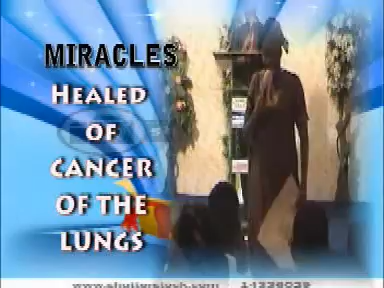 MIRACLES
HEALED
OF
CANCER
OF THE
LUNGS